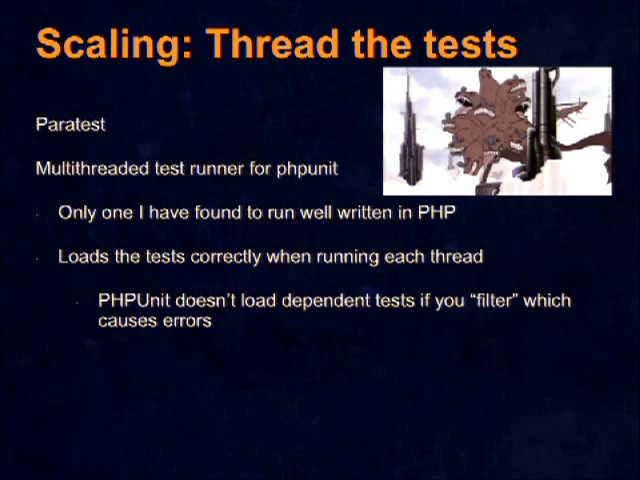 Scaling: Thread the tests
Paratest
Multithreaded test runner for phpunit
Only one I have found to run well written in PHP
Loads the tests correctly when running each thread
PHPUnit doesn't load dependent tests if you “filter” which
causes errors